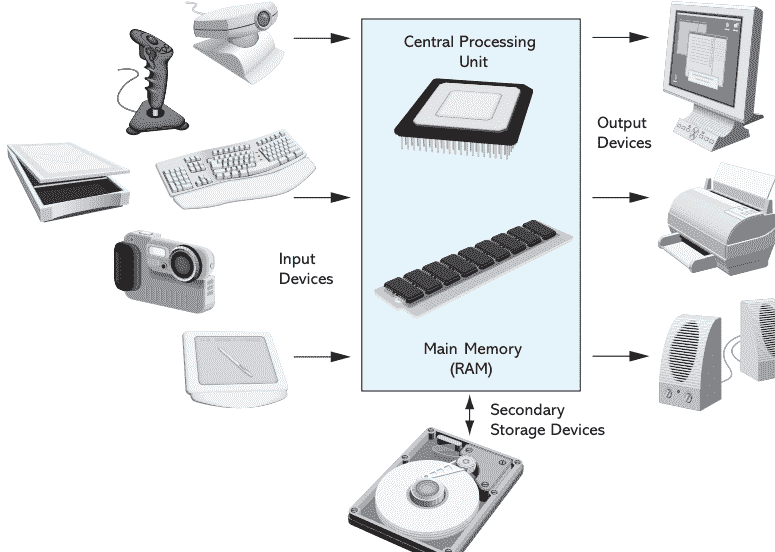 Central Processing
Unit
Output
Devices
Input
Devices
Main Memory
(RAM)
Secondary
Storage Devices